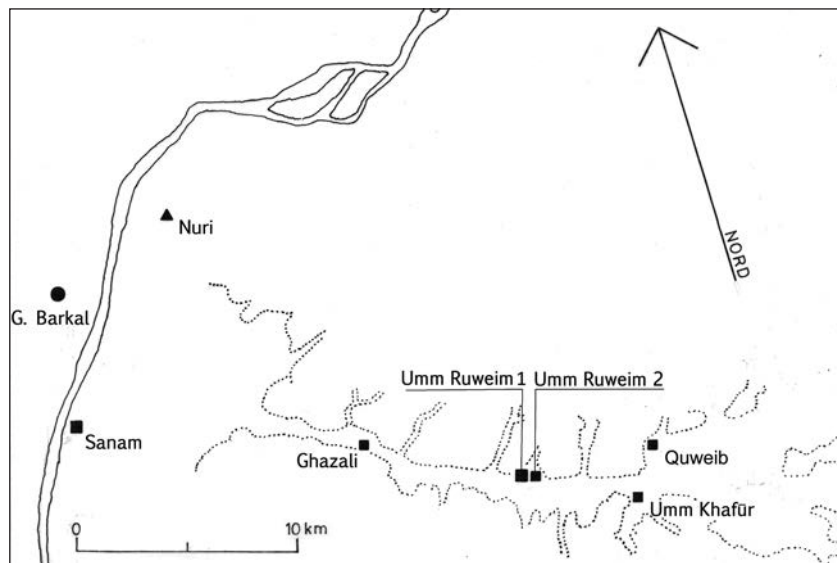 NORD
Nuri
G. Barkal
Umm Ruweim 1
Umm Ruweim 2
Sanam
Ghazali
Quweib
Umm Khafūr
0
10 km